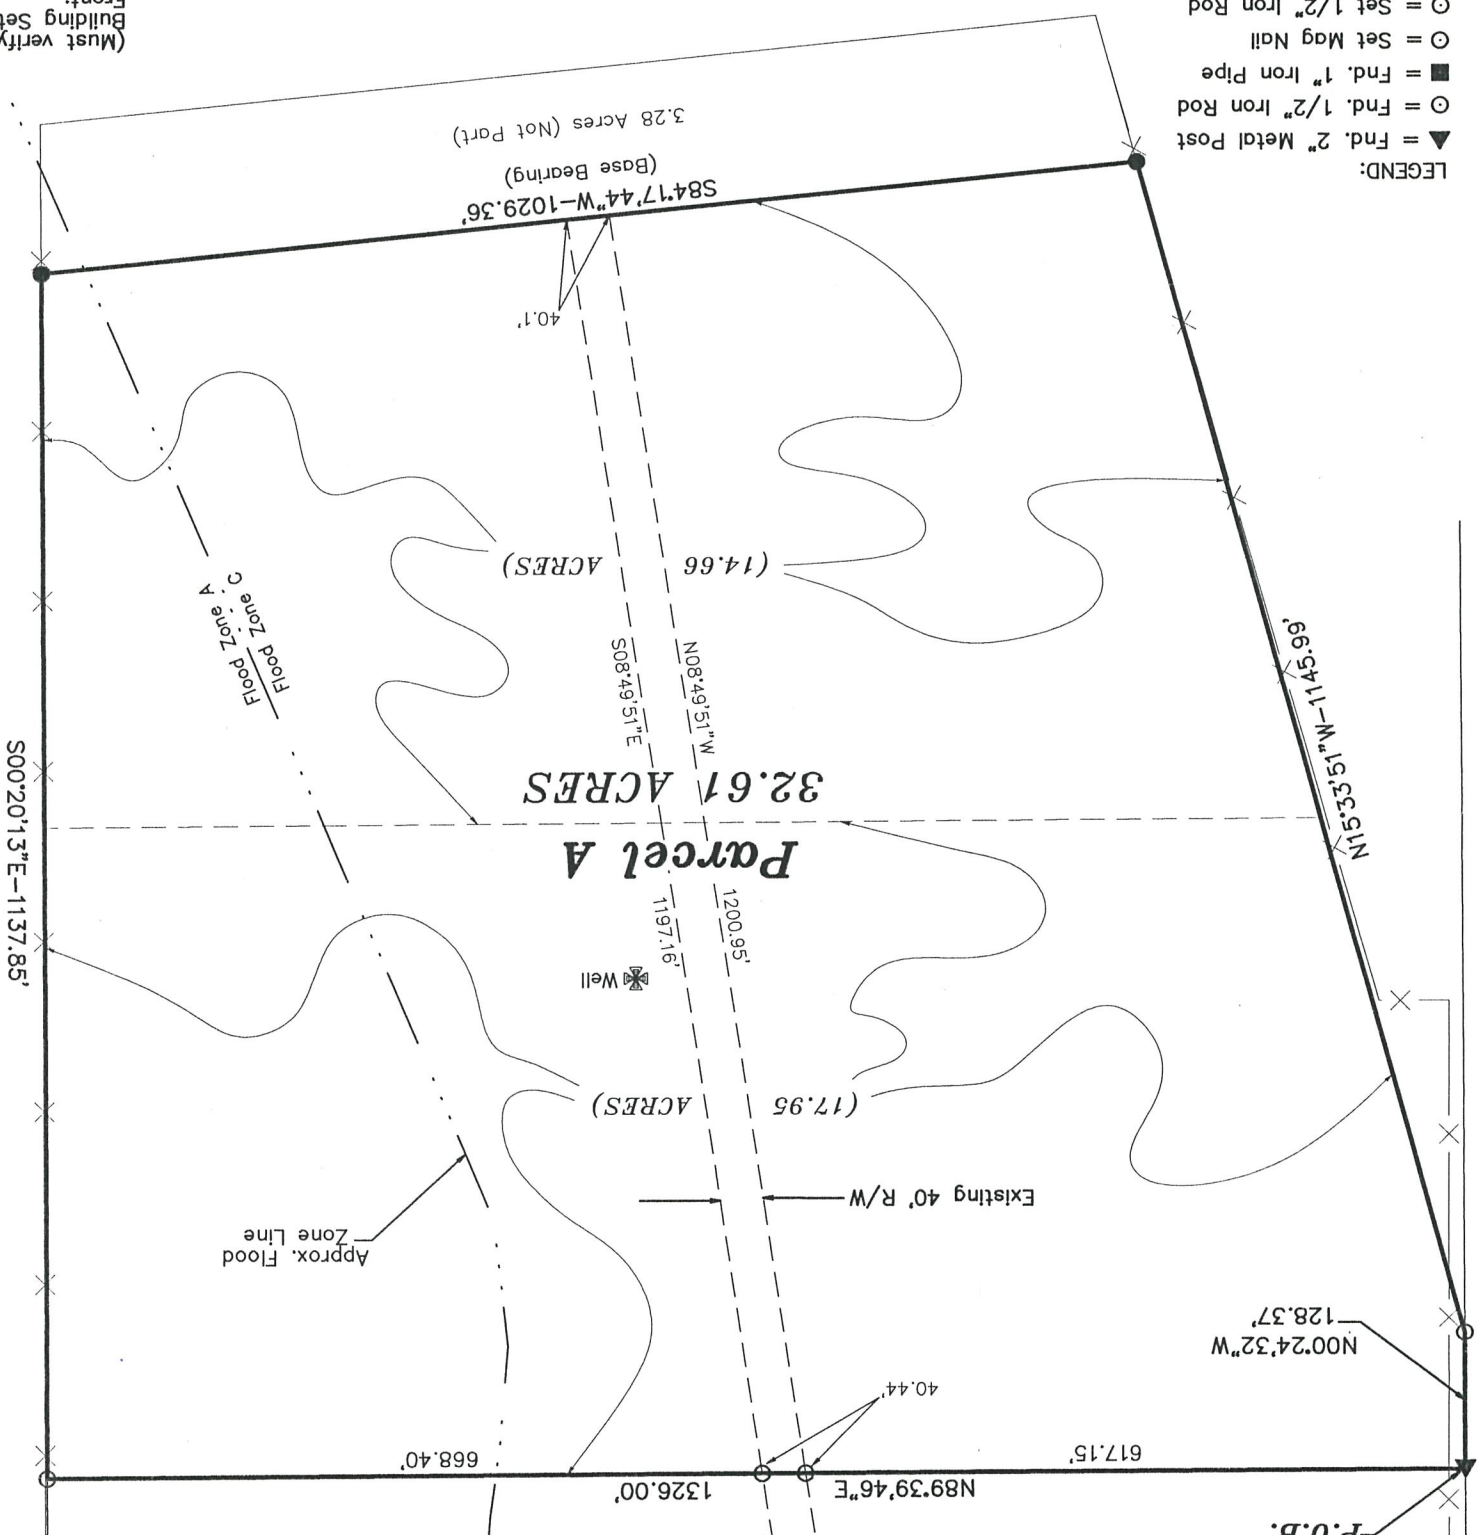 P.O.B.
N89°39'46"E 1326.00'
617.15'
668.40'
40.44'
N00°24'32"W
128.37'
Approx. Flood
Zone Line
Existing 40' R/W
(17.95 ACRES)
Well
1200.95'
1197.16'
Parcel A
32.61 ACRES
N15°33'51"W-1145.99'
S00°20'13"E-1137.85'
N08°49'51"W
S08°49'51"E
Flood Zone C
Flood Zone A
(14.66 ACRES)
40.1'
S84°17'44"W-1029.36'
(Base Bearing)
3.28 Acres (Not Part)
LEGEND:
▲ = Fnd. 2" Metal Post
⊙ = Fnd. 1/2" Iron Rod
■ = Fnd. 1" Iron Pipe
⊙ = Set Mag Nail
⊙ = Set 1/2" Iron Rod
(Must verify
Building Set
Front: